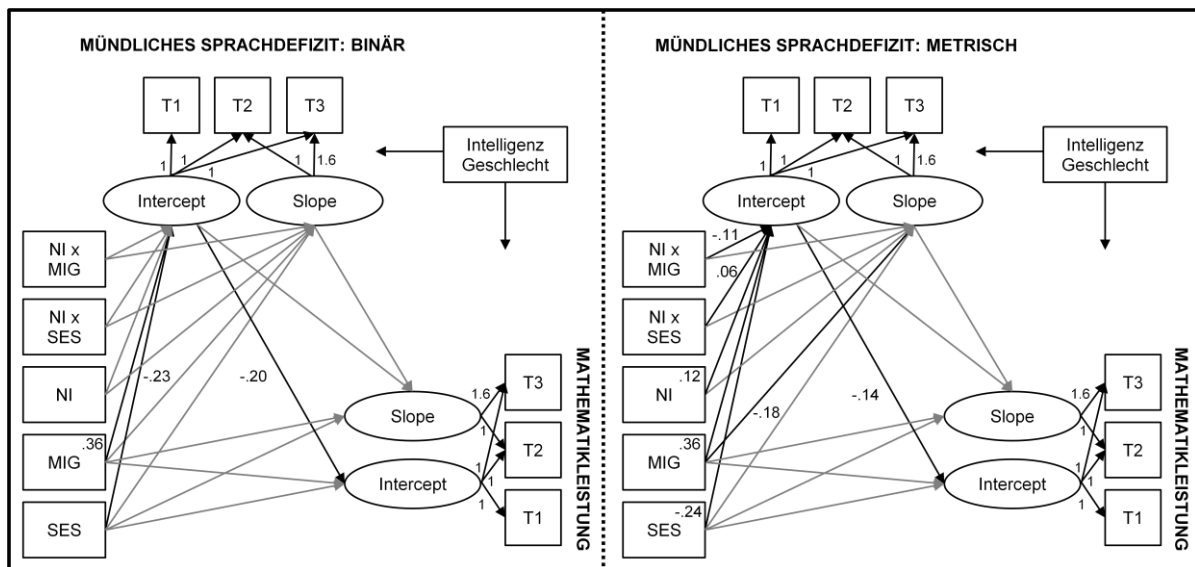 MÜNDLICHES SPRACHDEFIZIT: BINÄR
T1
T2
T3
1
1
1
1
1.6
Intelligenz
Geschlecht
Intercept
Slope
NI x
MIG
NI x
SES
NI
-.23
-.20
MIG
.36
SES
Slope
Intercept
1.6
1
1
1
1
T3
T2
T1
MATHEMATIKLEISTUNG
MÜNDLICHES SPRACHDEFIZIT: METRISCH
T1
T2
T3
1
1
1
1
1.6
Intelligenz
Geschlecht
Intercept
Slope
NI x
MIG
-.11
.06
NI x
SES
NI
.12
-.18
-.14
MIG
.36
SES
-.24
Slope
Intercept
1.6
1
1
1
1
T3
T2
T1
MATHEMATIKLEISTUNG